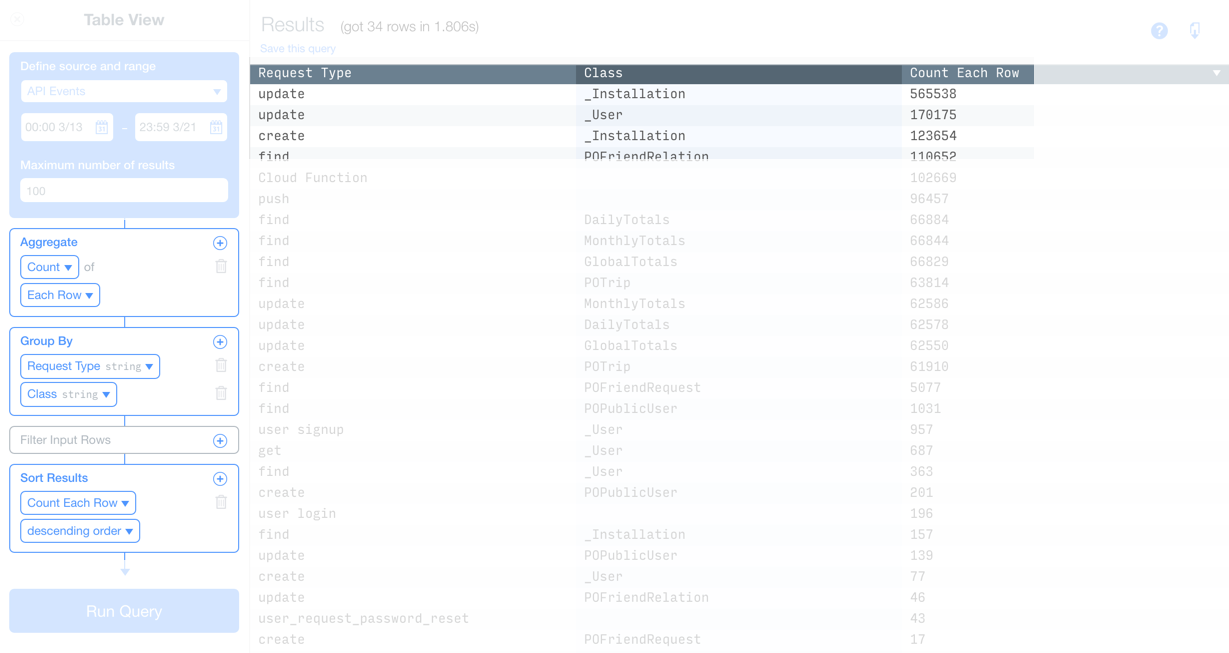 Table View
Define source and range
API Events
00:00 3/13 – 23:59 3/21
Maximum number of results
100
Aggregate
Count of
Each Row
Group By
Request Type string
Class string
Filter Input Rows
Sort Results
Count Each Row
descending order
Run Query
Results (got 34 rows in 1.806s)
Save this query
?
Request Type Class Count Each Row
update _Installation 565538
update _User 170175
create _Installation 123654
find POFriendRelation 110652
Cloud Function 102669
push 96457
find DailyTotals 66884
find MonthlyTotals 66844
find GlobalTotals 66829
find POTrip 63814
update MonthlyTotals 62586
update DailyTotals 62578
update GlobalTotals 62550
create POTrip 61910
find POFriendRequest 5077
find POPublicUser 1031
user signup _User 957
get _User 687
find _User 363
create POPublicUser 201
user login 196
find _Installation 157
update POPublicUser 139
create _User 77
update POFriendRelation 46
user_request_password_reset 43
create POFriendRequest 17